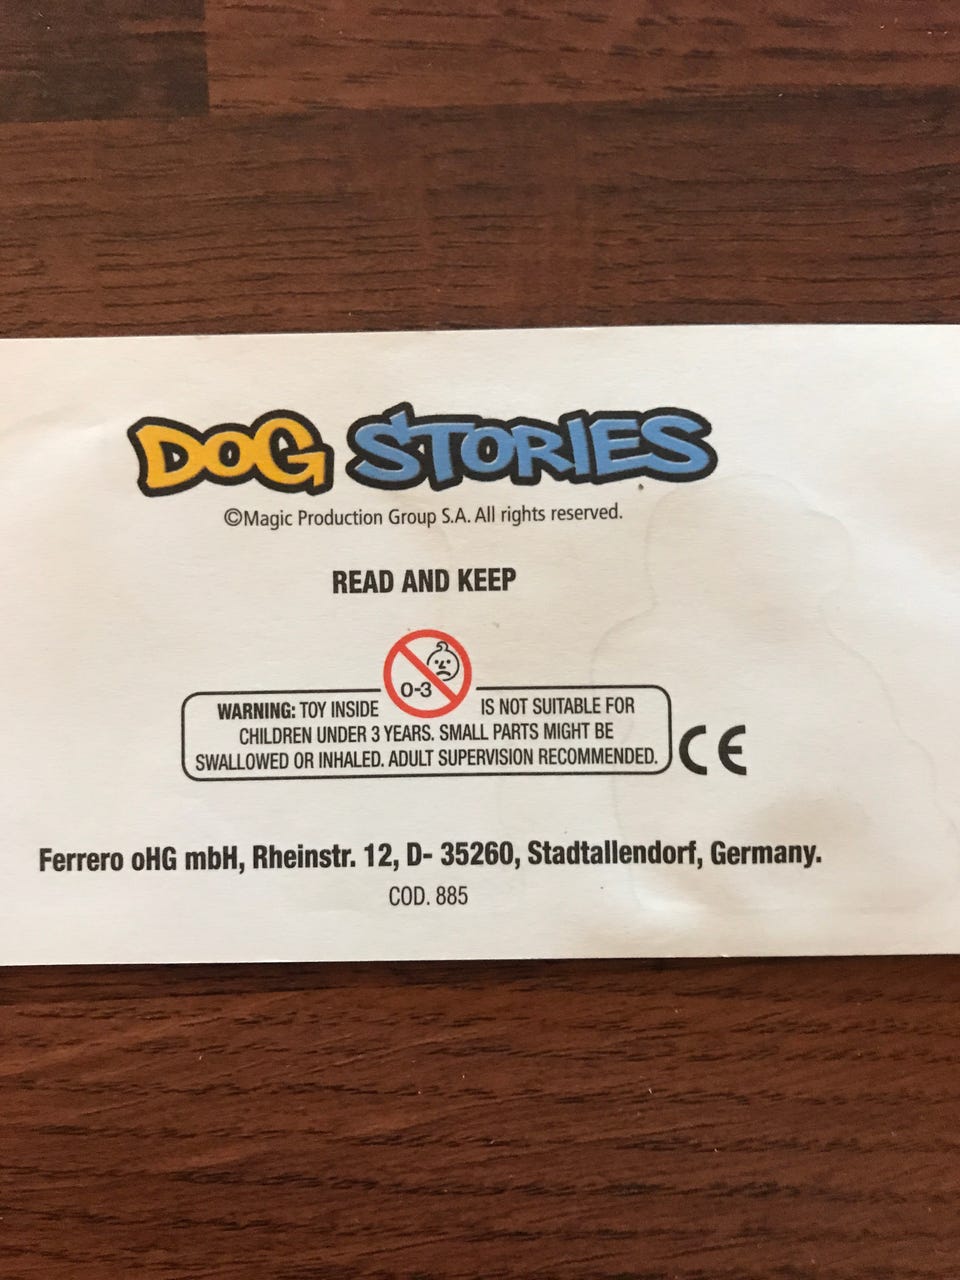 DOG STORIES
©Magic Production Group S.A. All rights reserved.
READ AND KEEP
0-3
WARNING: TOY INSIDE IS NOT SUITABLE FOR
CHILDREN UNDER 3 YEARS. SMALL PARTS MIGHT BE
SWALLOWED OR INHALED. ADULT SUPERVISION RECOMMENDED.
CE
Ferrero oHG mbH, Rheinstr. 12, D- 35260, Stadtallendorf, Germany.
COD. 885